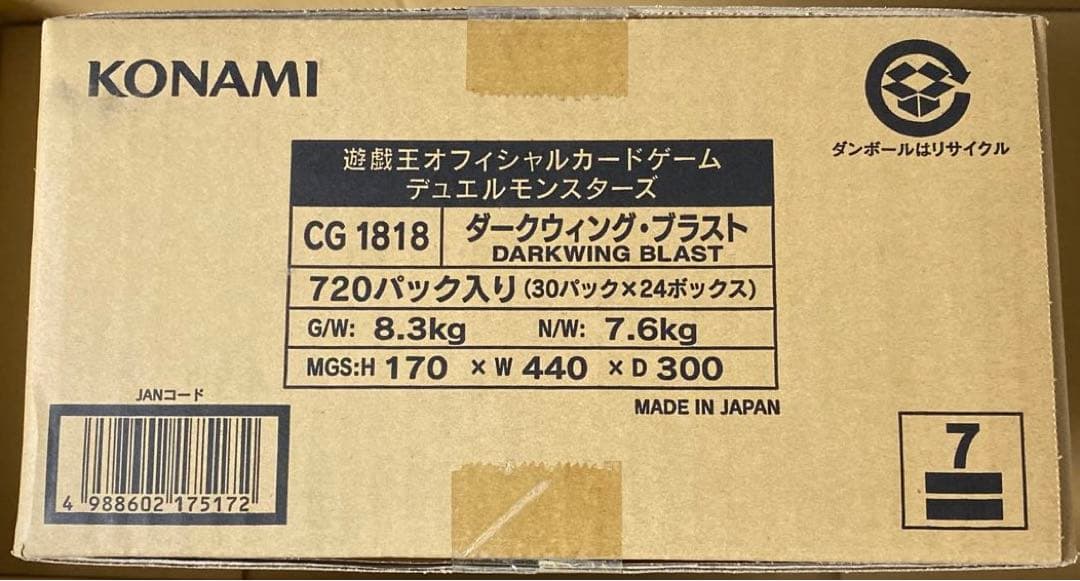 KONAMI
ダンボールはリサイクル
遊戯王オフィシャルカードゲーム
デュエルモンスターズ
CG 1818
ダークウィング・ブラスト
DARKWING BLAST
720パック入り(30パック×24ボックス)
G/W: 8.3kg N/W: 7.6kg
MGS:H 170 × W 440 × D 300
MADE IN JAPAN
JANコード
4 988602 175172
7